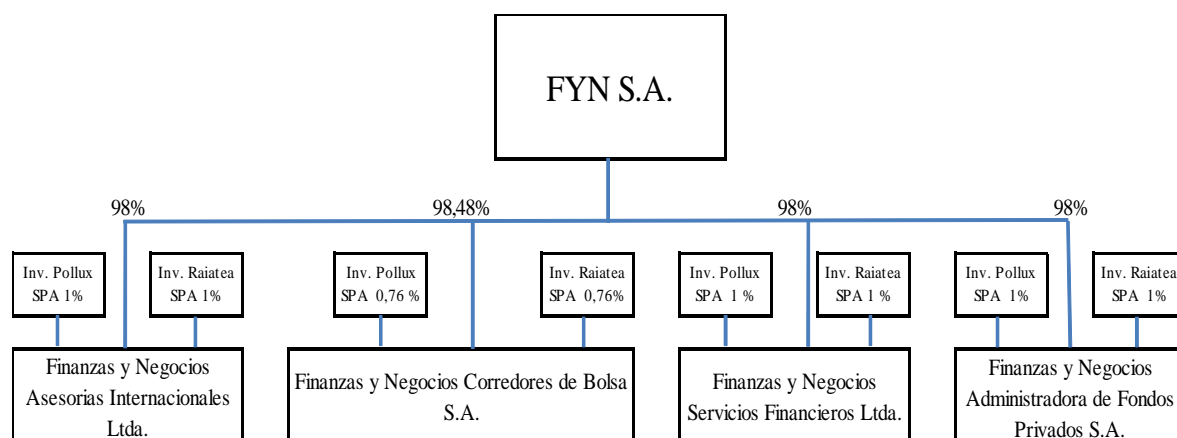 FYN S.A.
98%
98,48%
98%
98%
Inv. Pollux
SPA 1%
Inv. Raiatea
SPA 1%
Inv. Pollux
SPA 0,76 %
Inv. Raiatea
SPA 0,76%
Inv. Pollux
SPA 1 %
Inv. Raiatea
SPA 1 %
Inv. Pollux
SPA 1%
Inv. Raiatea
SPA 1%
Finanzas y Negocios
Asesorias Internacionales
Ltda.
Finanzas y Negocios Corredores de Bolsa
S.A.
Finanzas y Negocios
Servicios Financieros Ltda.
Finanzas y Negocios
Administradora de Fondos
Privados S.A.